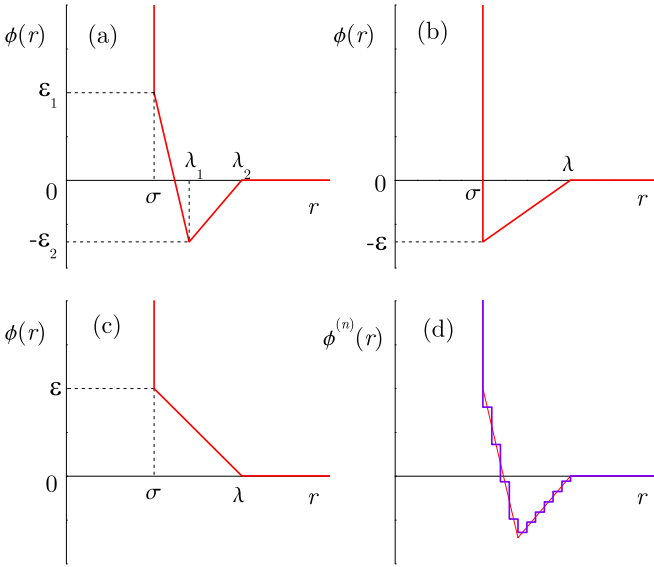 ϕ(r) (a)
ε₁
λ₁ λ₂
0 σ r
-ε₂
ϕ(r) (b)
λ
0 σ r
-ε
ϕ(r) (c)
ε
0 σ λ r
ϕ⁽ⁿ⁾(r) (d)
r